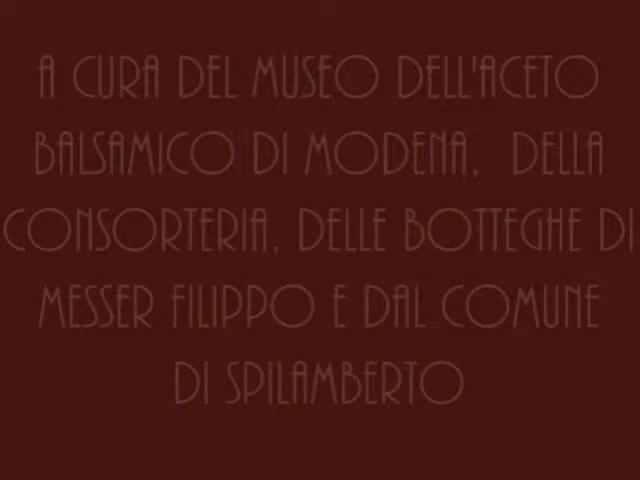 A CURA DEL MUSEO DELL'ACETO
BALSAMICO DI MODENA, DELLA
CONSORTERIA, DELLE BOTTEGHE DI
MESSER FILIPPO E DAL COMUNE
DI SPILAMBERTO